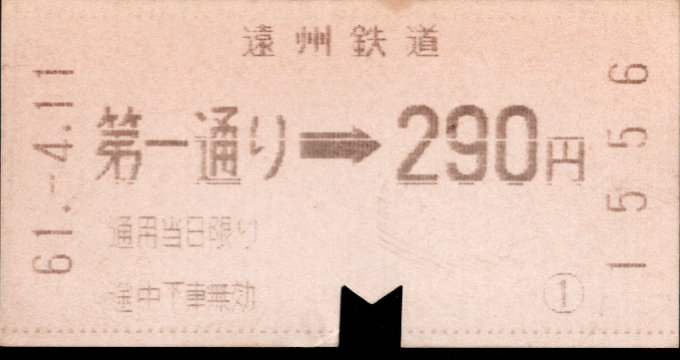 遠州鉄道
61.-4.11
第一通り➡290円
1556
通用当日限り
途中下車無効
①